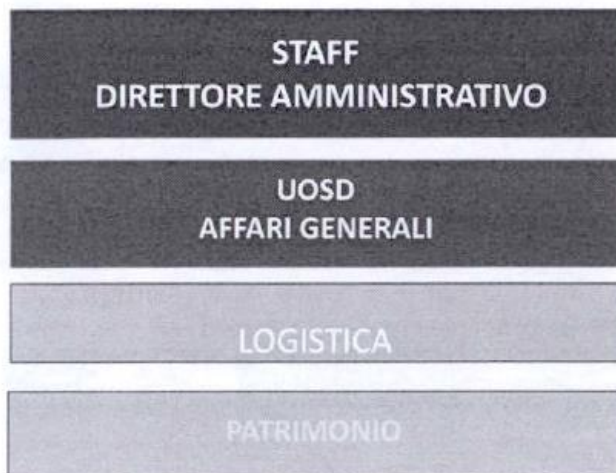 STAFF
DIRETTORE AMMINISTRATIVO
UOSD
AFFARI GENERALI
LOGISTICA
PATRIMONIO